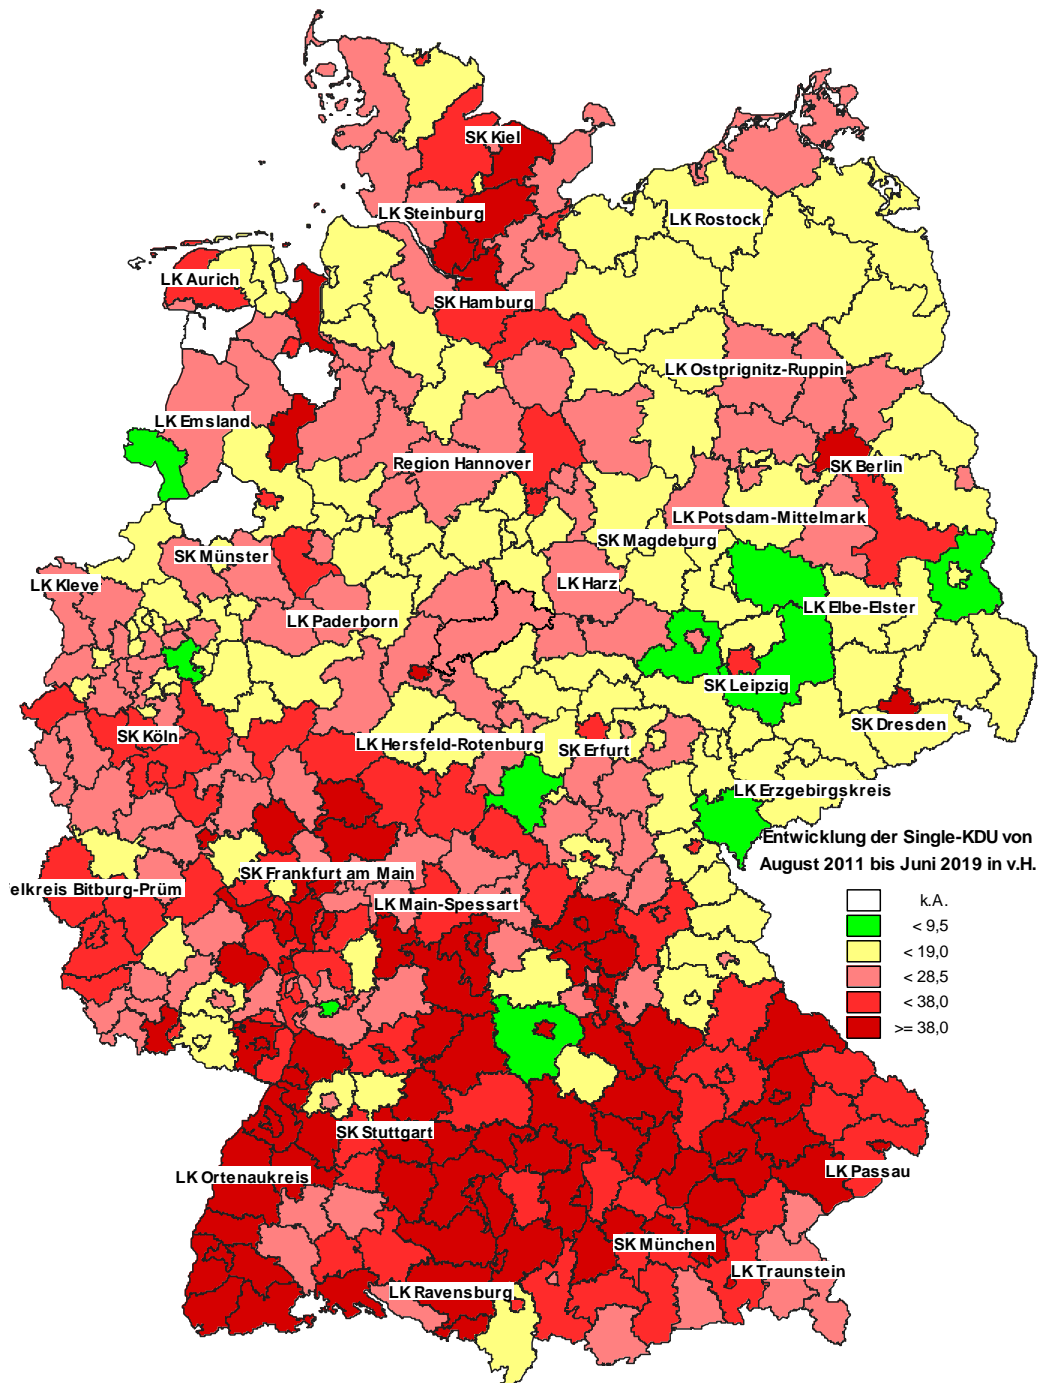 SK Kiel
LK Steinburg
LK Rostock
LK Aurich
SK Hamburg
LK Ostprignitz-Ruppin
LK Emsland
Region Hannover
SK Berlin
LK Potsdam-Mittelmark
SK Magdeburg
SK Münster
LK Kleve
LK Harz
LK Elbe-Elster
LK Paderborn
SK Leipzig
SK Dresden
SK Köln
LK Hersfeld-Rotenburg
SK Erfurt
LK Erzgebirgskreis
Entwicklung der Single-KDU von
August 2011 bis Juni 2019 in v.H.
SK Frankfurt am Main
elkreis Bitburg-Prüm
LK Main-Spessart
k.A.
< 9,5
< 19,0
< 28,5
< 38,0
>= 38,0
SK Stuttgart
LK Ortenaukreis
LK Passau
SK München
LK Traunstein
LK Ravensburg